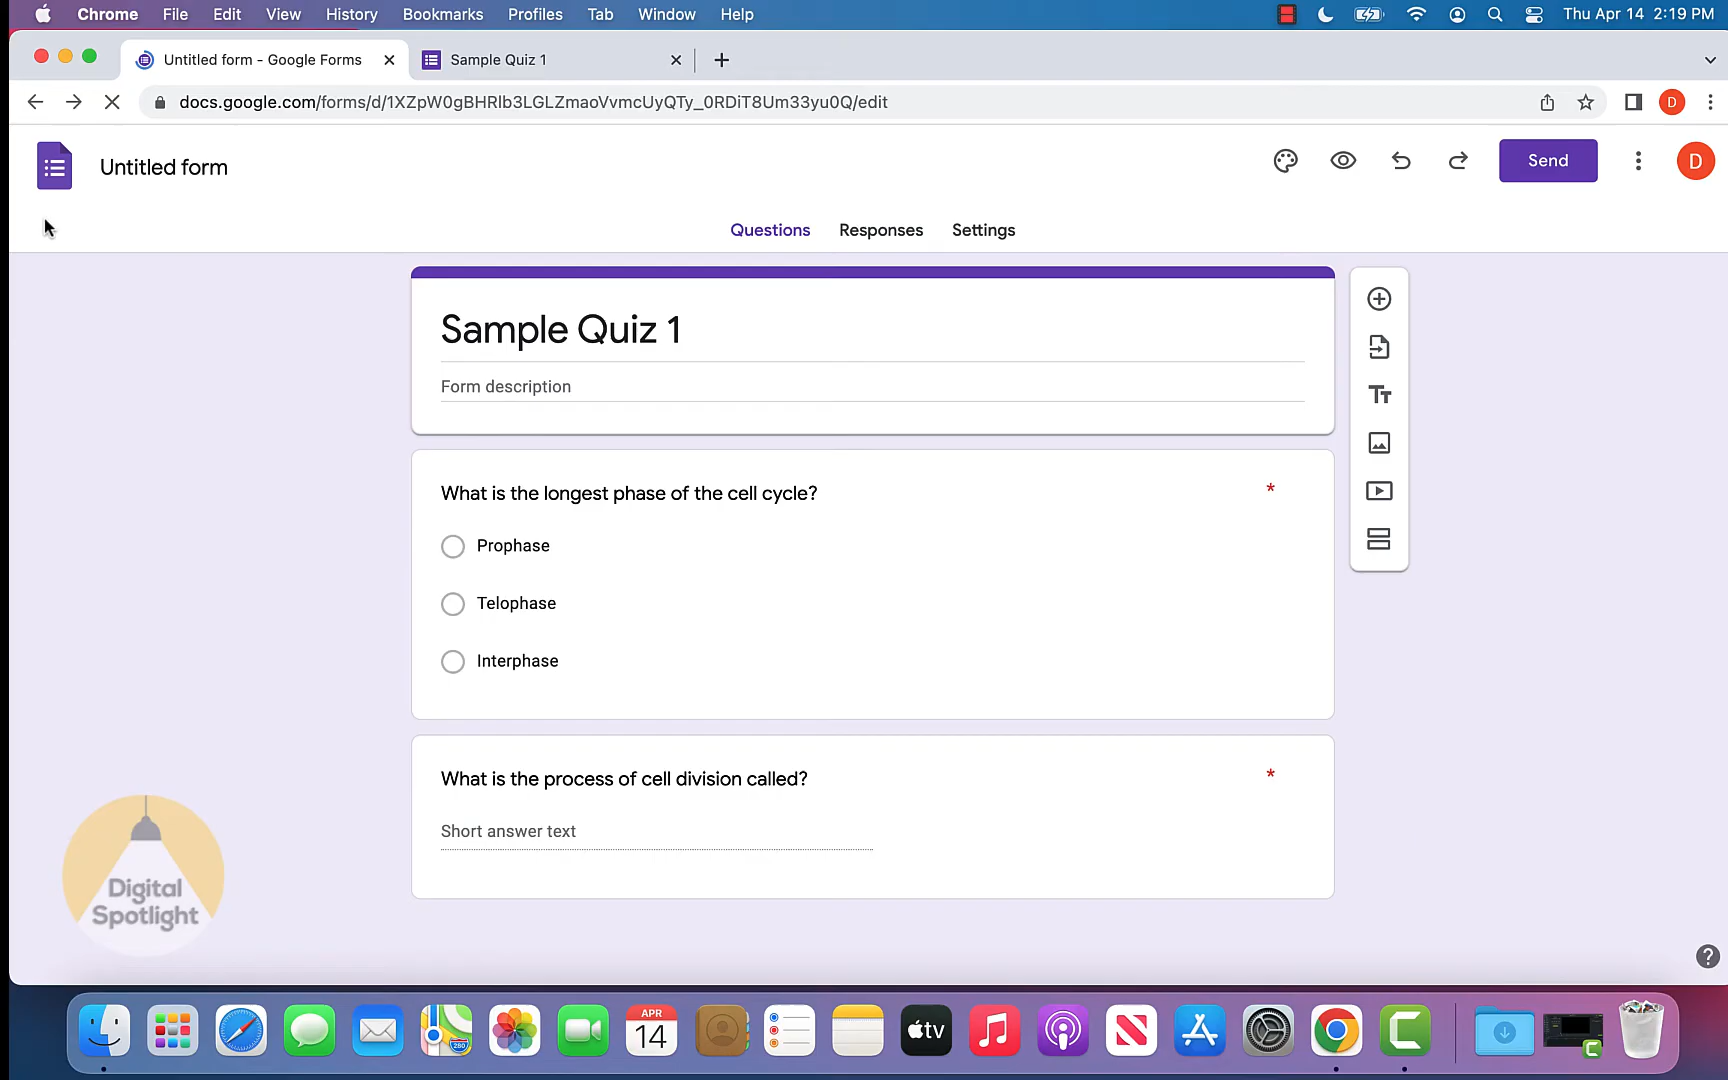 Chrome File Edit View History Bookmarks Profiles Tab Window Help Thu Apr 14 2:19 PM
Untitled form - Google Forms Sample Quiz 1
docs.google.com/forms/d/1XZpW0gBHRlb3LGLZmaoVvmcUyQTy_0RDiT8Um33yu0Q/edit D
Untitled form Send D
Questions Responses Settings
Sample Quiz 1
Form description
Tт
What is the longest phase of the cell cycle? *
Prophase
Telophase
Interphase
What is the process of cell division called? *
Short answer text
Digital
Spotlight
?
APR
14
280
tv